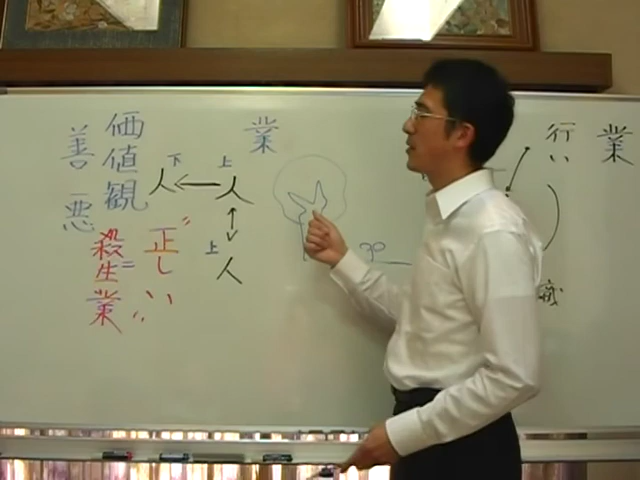 業
行い
業
上
人
下
人
上
人
価値観
善 悪
"正しい"
殺生業